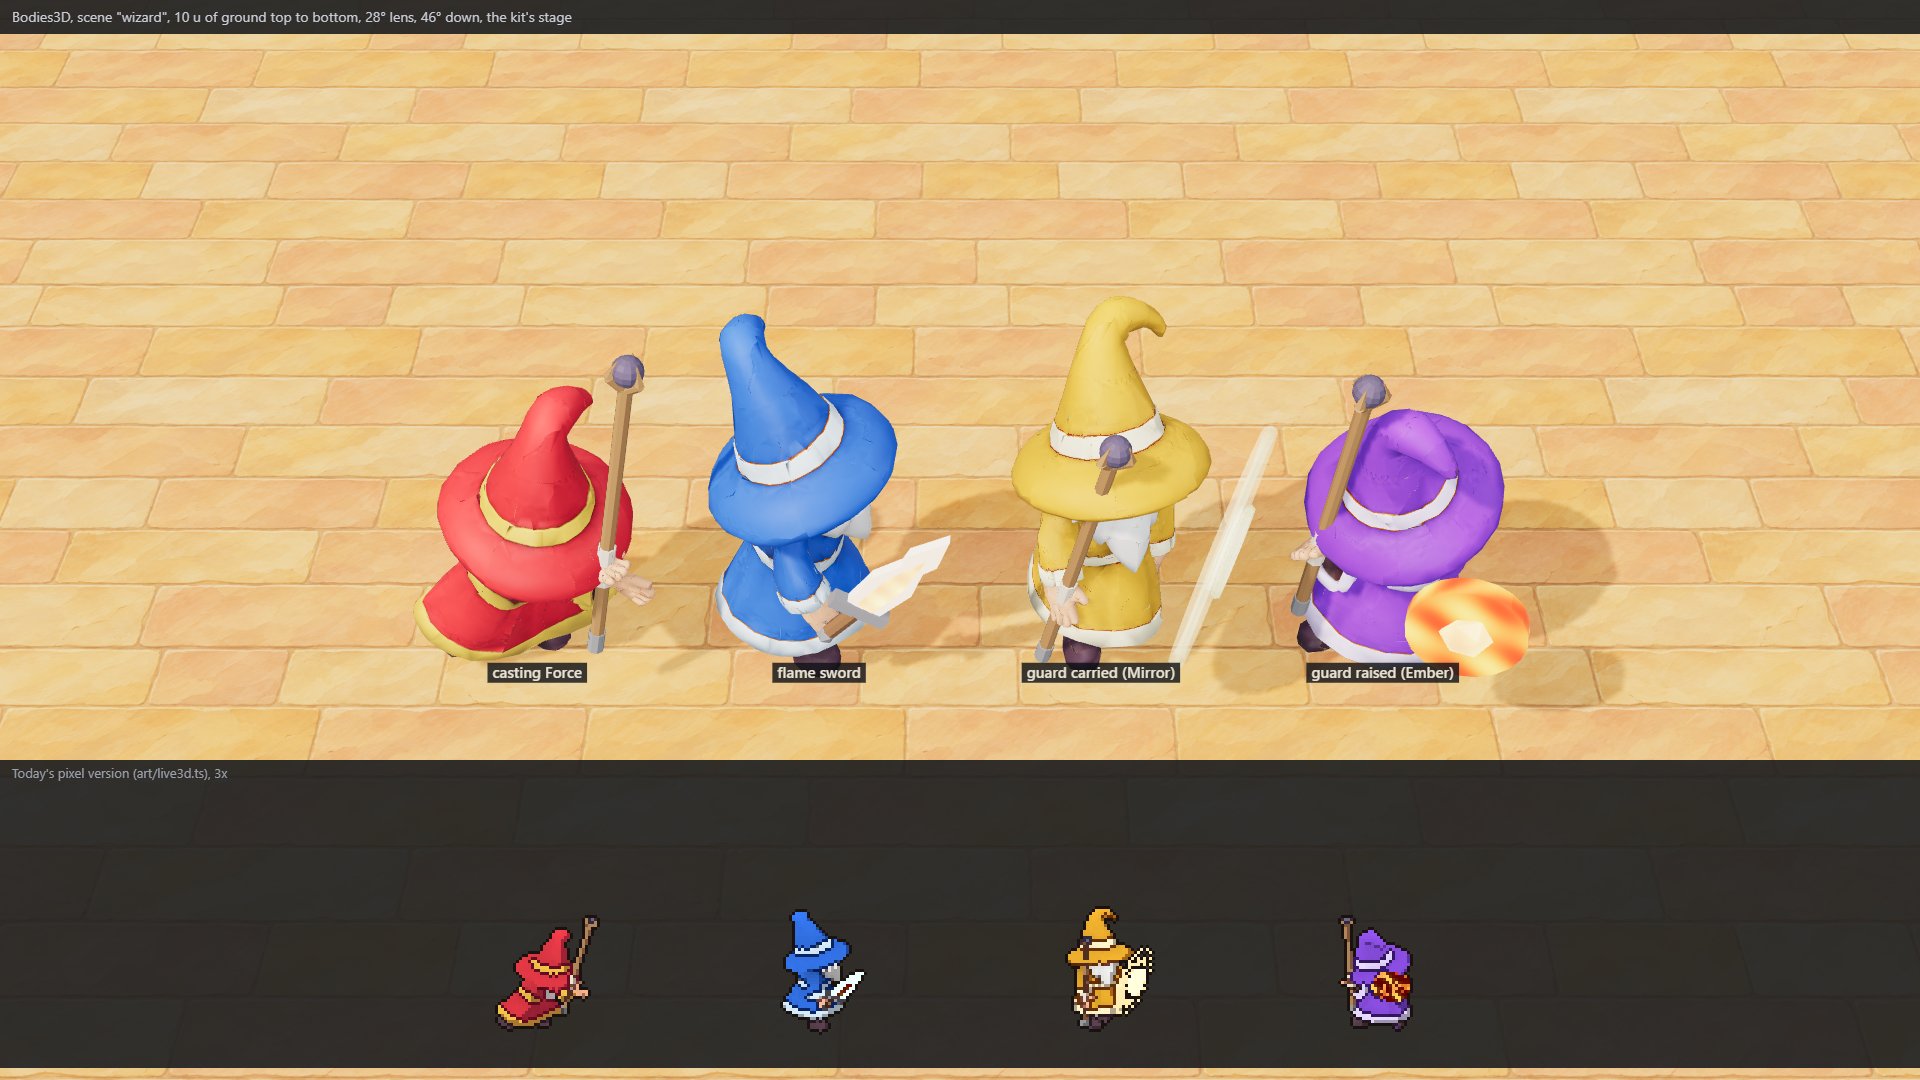 Bodies3D, scene "wizard", 10 u of ground top to bottom, 28° lens, 46° down, the kit's stage
casting Force
flame sword
guard carried (Mirror)
guard raised (Ember)
Today's pixel version (art/live3d.ts), 3x